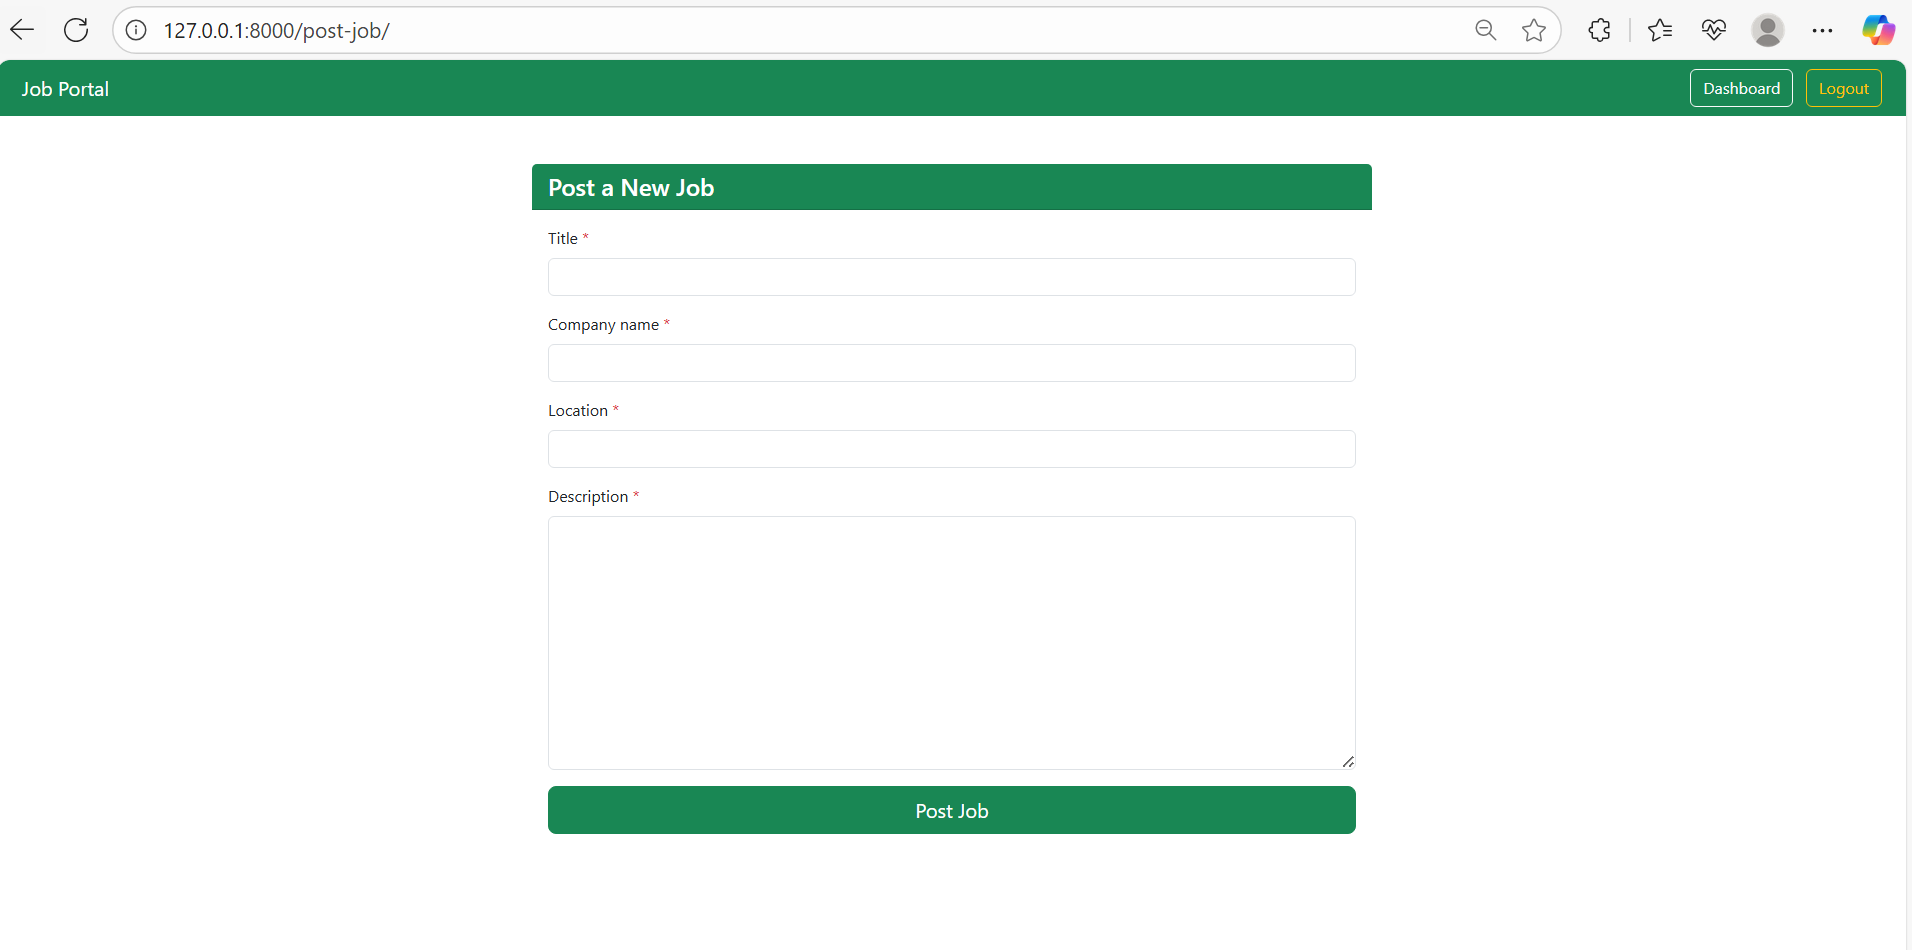 127.0.0.1:8000/post-job/
Job Portal
Dashboard
Logout
Post a New Job
Title *
Company name *
Location *
Description *
Post Job